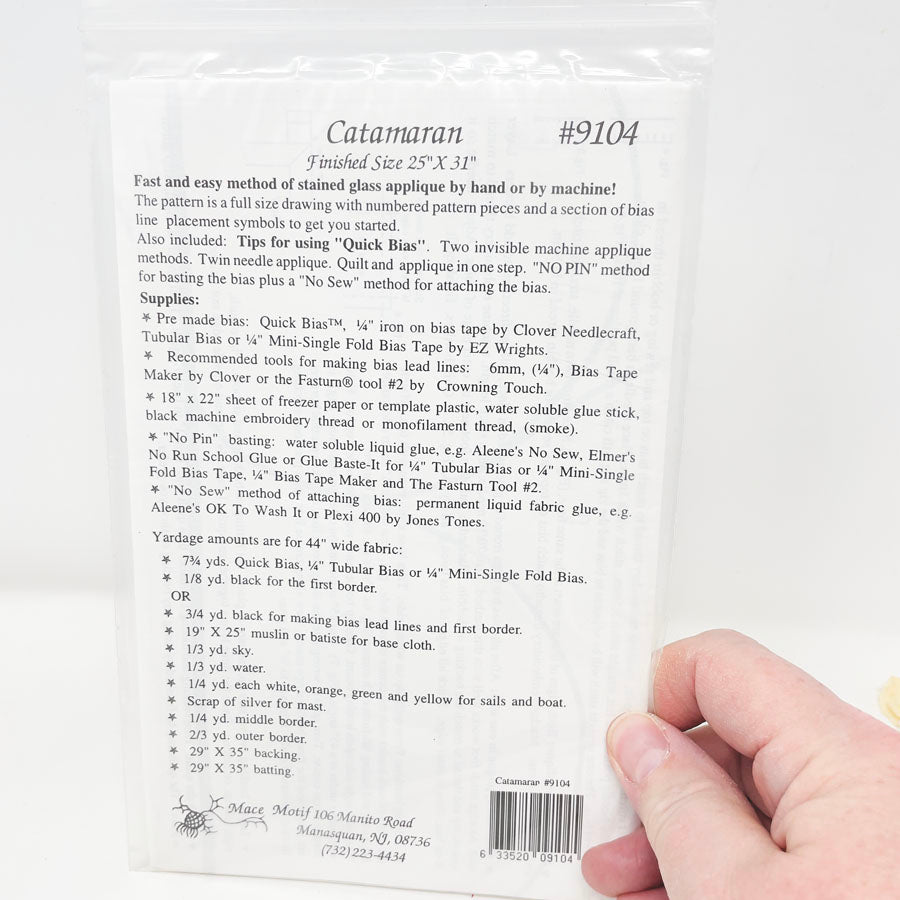 Catamaran #9104
Finished Size 25"X 31"
Fast and easy method of stained glass applique by hand or by machine!
The pattern is a full size drawing with numbered pattern pieces and a section of bias
line placement symbols to get you started.
Also included: Tips for using "Quick Bias". Two invisible machine applique
methods. Twin needle applique. Quilt and applique in one step. "NO PIN" method
for basting the bias plus a "No Sew" method for attaching the bias.
Supplies:
* Pre made bias: Quick Bias™, ¼" iron on bias tape by Clover Needlecraft,
Tubular Bias or ¼" Mini-Single Fold Bias Tape by EZ Wrights.
* Recommended tools for making bias lead lines: 6mm, (¼"), Bias Tape
Maker by Clover or the Fasturn® tool #2 by Crowning Touch.
* 18" x 22" sheet of freezer paper or template plastic, water soluble glue stick,
black machine embroidery thread or monofilament thread, (smoke).
* "No Pin" basting: water soluble liquid glue, e.g. Aleene's No Sew, Elmer's
No Run School Glue or Glue Baste-It for ¼" Tubular Bias or ¼" Mini-Single
Fold Bias Tape, ¼" Bias Tape Maker and The Fasturn Tool #2.
* "No Sew" method of attaching bias: permanent liquid fabric glue, e.g.
Aleene's OK To Wash It or Plexi 400 by Jones Tones.
Yardage amounts are for 44" wide fabric:
* 7¾ yds. Quick Bias, ¼" Tubular Bias or ¼" Mini-Single Fold Bias.
* 1/8 yd. black for the first border.
OR
* 3/4 yd. black for making bias lead lines and first border.
* 19" X 25" muslin or batiste for base cloth.
* 1/3 yd. sky.
* 1/3 yd. water.
* 1/4 yd. each white, orange, green and yellow for sails and boat.
* Scrap of silver for mast.
* 1/4 yd. middle border.
* 2/3 yd. outer border.
* 29" X 35" backing.
* 29" X 35" batting.
Mace Motif 106 Manito Road
Manasquan, NJ, 08736
(732)223-4434
Catamaran #9104
6 33520 09104